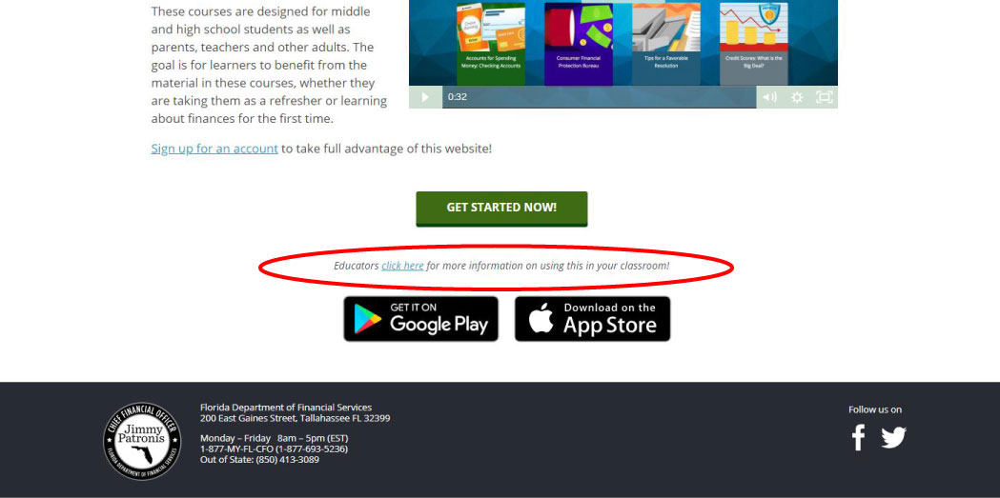 These courses are designed for middle
and high school students as well as
parents, teachers and other adults. The
goal is for learners to benefit from the
material in these courses, whether they
are taking them as a refresher or learning
about finances for the first time.
Accounts for Spending
Money: Checking Accounts
Consumer Financial
Protection Bureau
Tips for a Favorable
Resolution
Credit Scores: What is the
Big Deal?
0:32
Sign up for an account to take full advantage of this website!
GET STARTED NOW!
Educators click here for more information on using this in your classroom!
GET IT ON
Google Play
Download on the
App Store
CHIEF FINANCIAL OFFICER
Jimmy
Patronis
FLORIDA DEPARTMENT OF FINANCIAL SERVICES
Florida Department of Financial Services
200 East Gaines Street, Tallahassee FL 32399
Monday – Friday 8am – 5pm (EST)
1-877-MY-FL-CFO (1-877-693-5236)
Out of State: (850) 413-3089
Follow us on